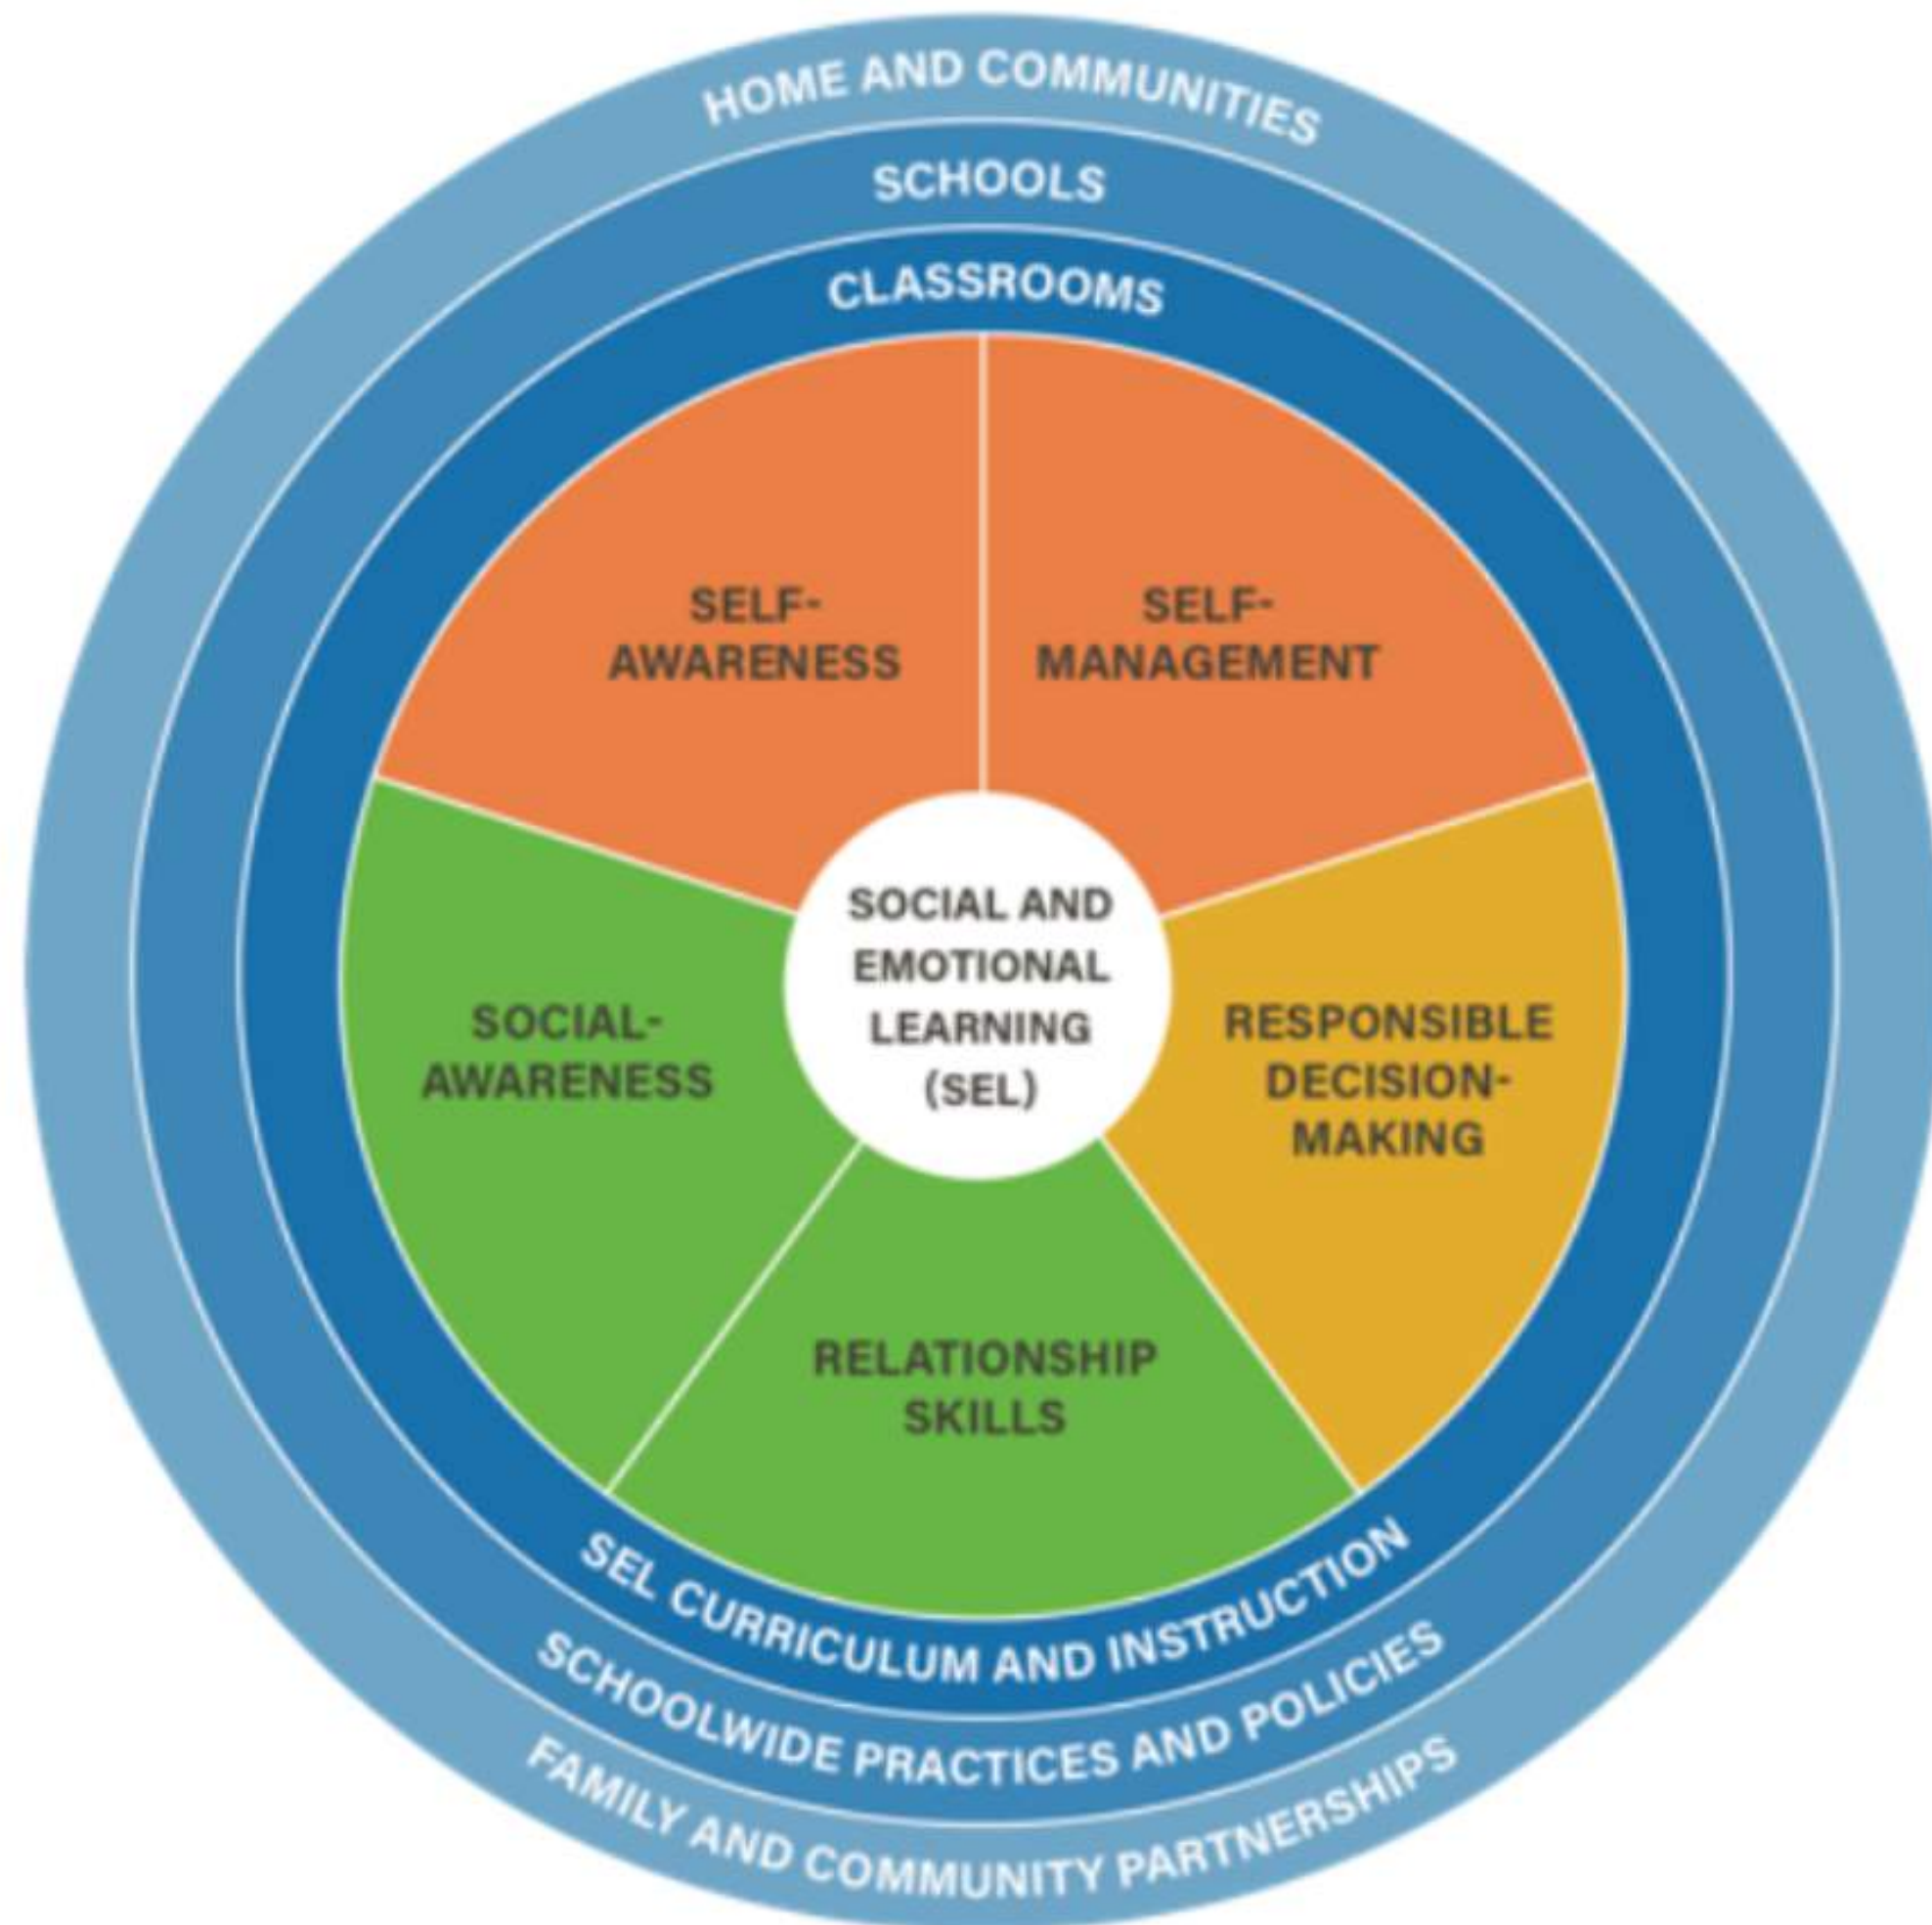 HOME AND COMMUNITIES
SCHOOLS
CLASSROOMS
SELF-
AWARENESS
SELF-
MANAGEMENT
SOCIAL AND
EMOTIONAL
LEARNING
(SEL)
SOCIAL-
AWARENESS
RESPONSIBLE
DECISION-
MAKING
RELATIONSHIP
SKILLS
SEL CURRICULUM AND INSTRUCTION
SCHOOLWIDE PRACTICES AND POLICIES
FAMILY AND COMMUNITY PARTNERSHIPS